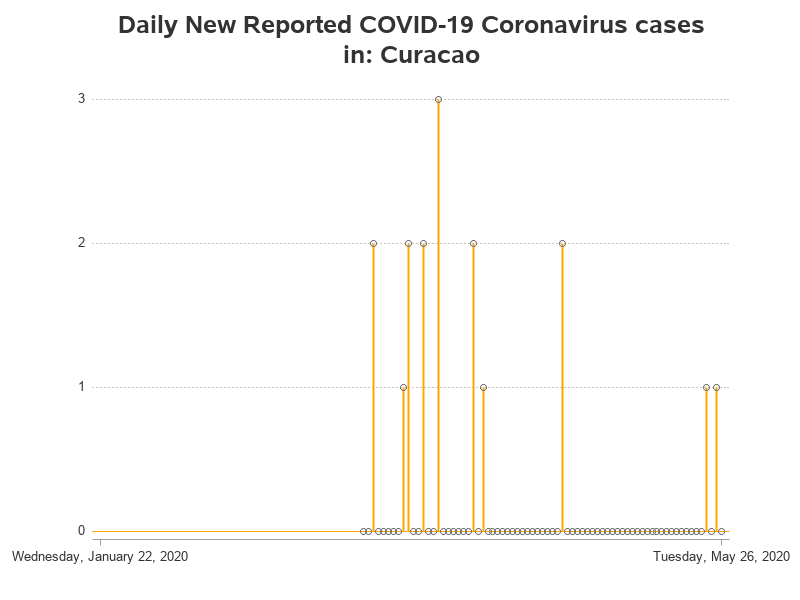 Daily New Reported COVID-19 Coronavirus cases
in: Curacao
3
2
1
0
Wednesday, January 22, 2020
Tuesday, May 26, 2020